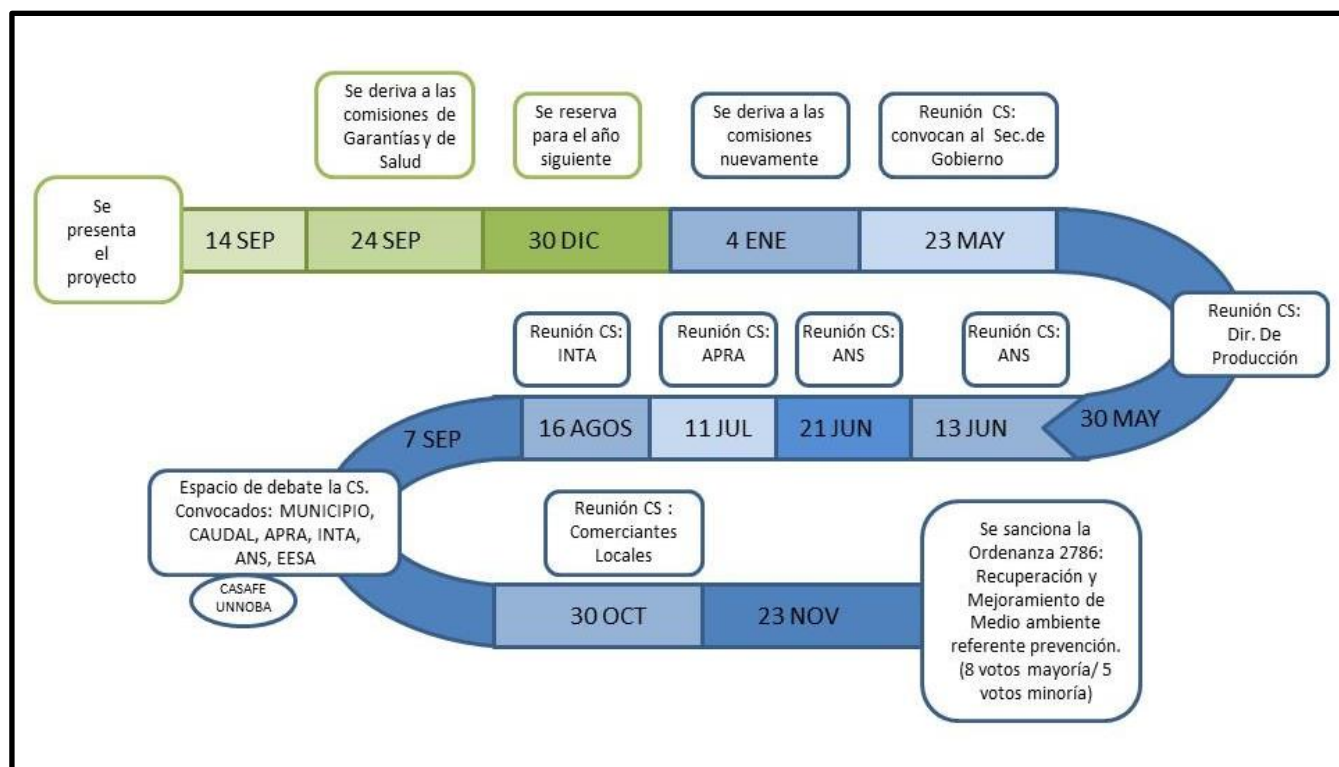 Se
presenta
el
proyecto
14 SEP
Se deriva a las
comisiones de
Garantías y de
Salud
24 SEP
Se reserva
para el año
siguiente
30 DIC
Se deriva a las
comisiones
nuevamente
4 ENE
Reunión CS:
convocan al Sec.de
Gobierno
23 MAY
Reunión CS:
Dir. De
Producción
30 MAY
Reunión CS:
ANS
13 JUN
Reunión CS:
ANS
21 JUN
Reunión CS:
APRA
11 JUL
Reunión CS:
INTA
16 AGOS
7 SEP
Espacio de debate la CS.
Convocados: MUNICIPIO,
CAUDAL, APRA, INTA,
ANS, EESA
CASAFE
UNNOBA
Reunión CS :
Comerciantes
Locales
30 OCT
23 NOV
Se sanciona la
Ordenanza 2786:
Recuperación y
Mejoramiento de
Medio ambiente
referente prevención.
(8 votos mayoría/ 5
votos minoría)